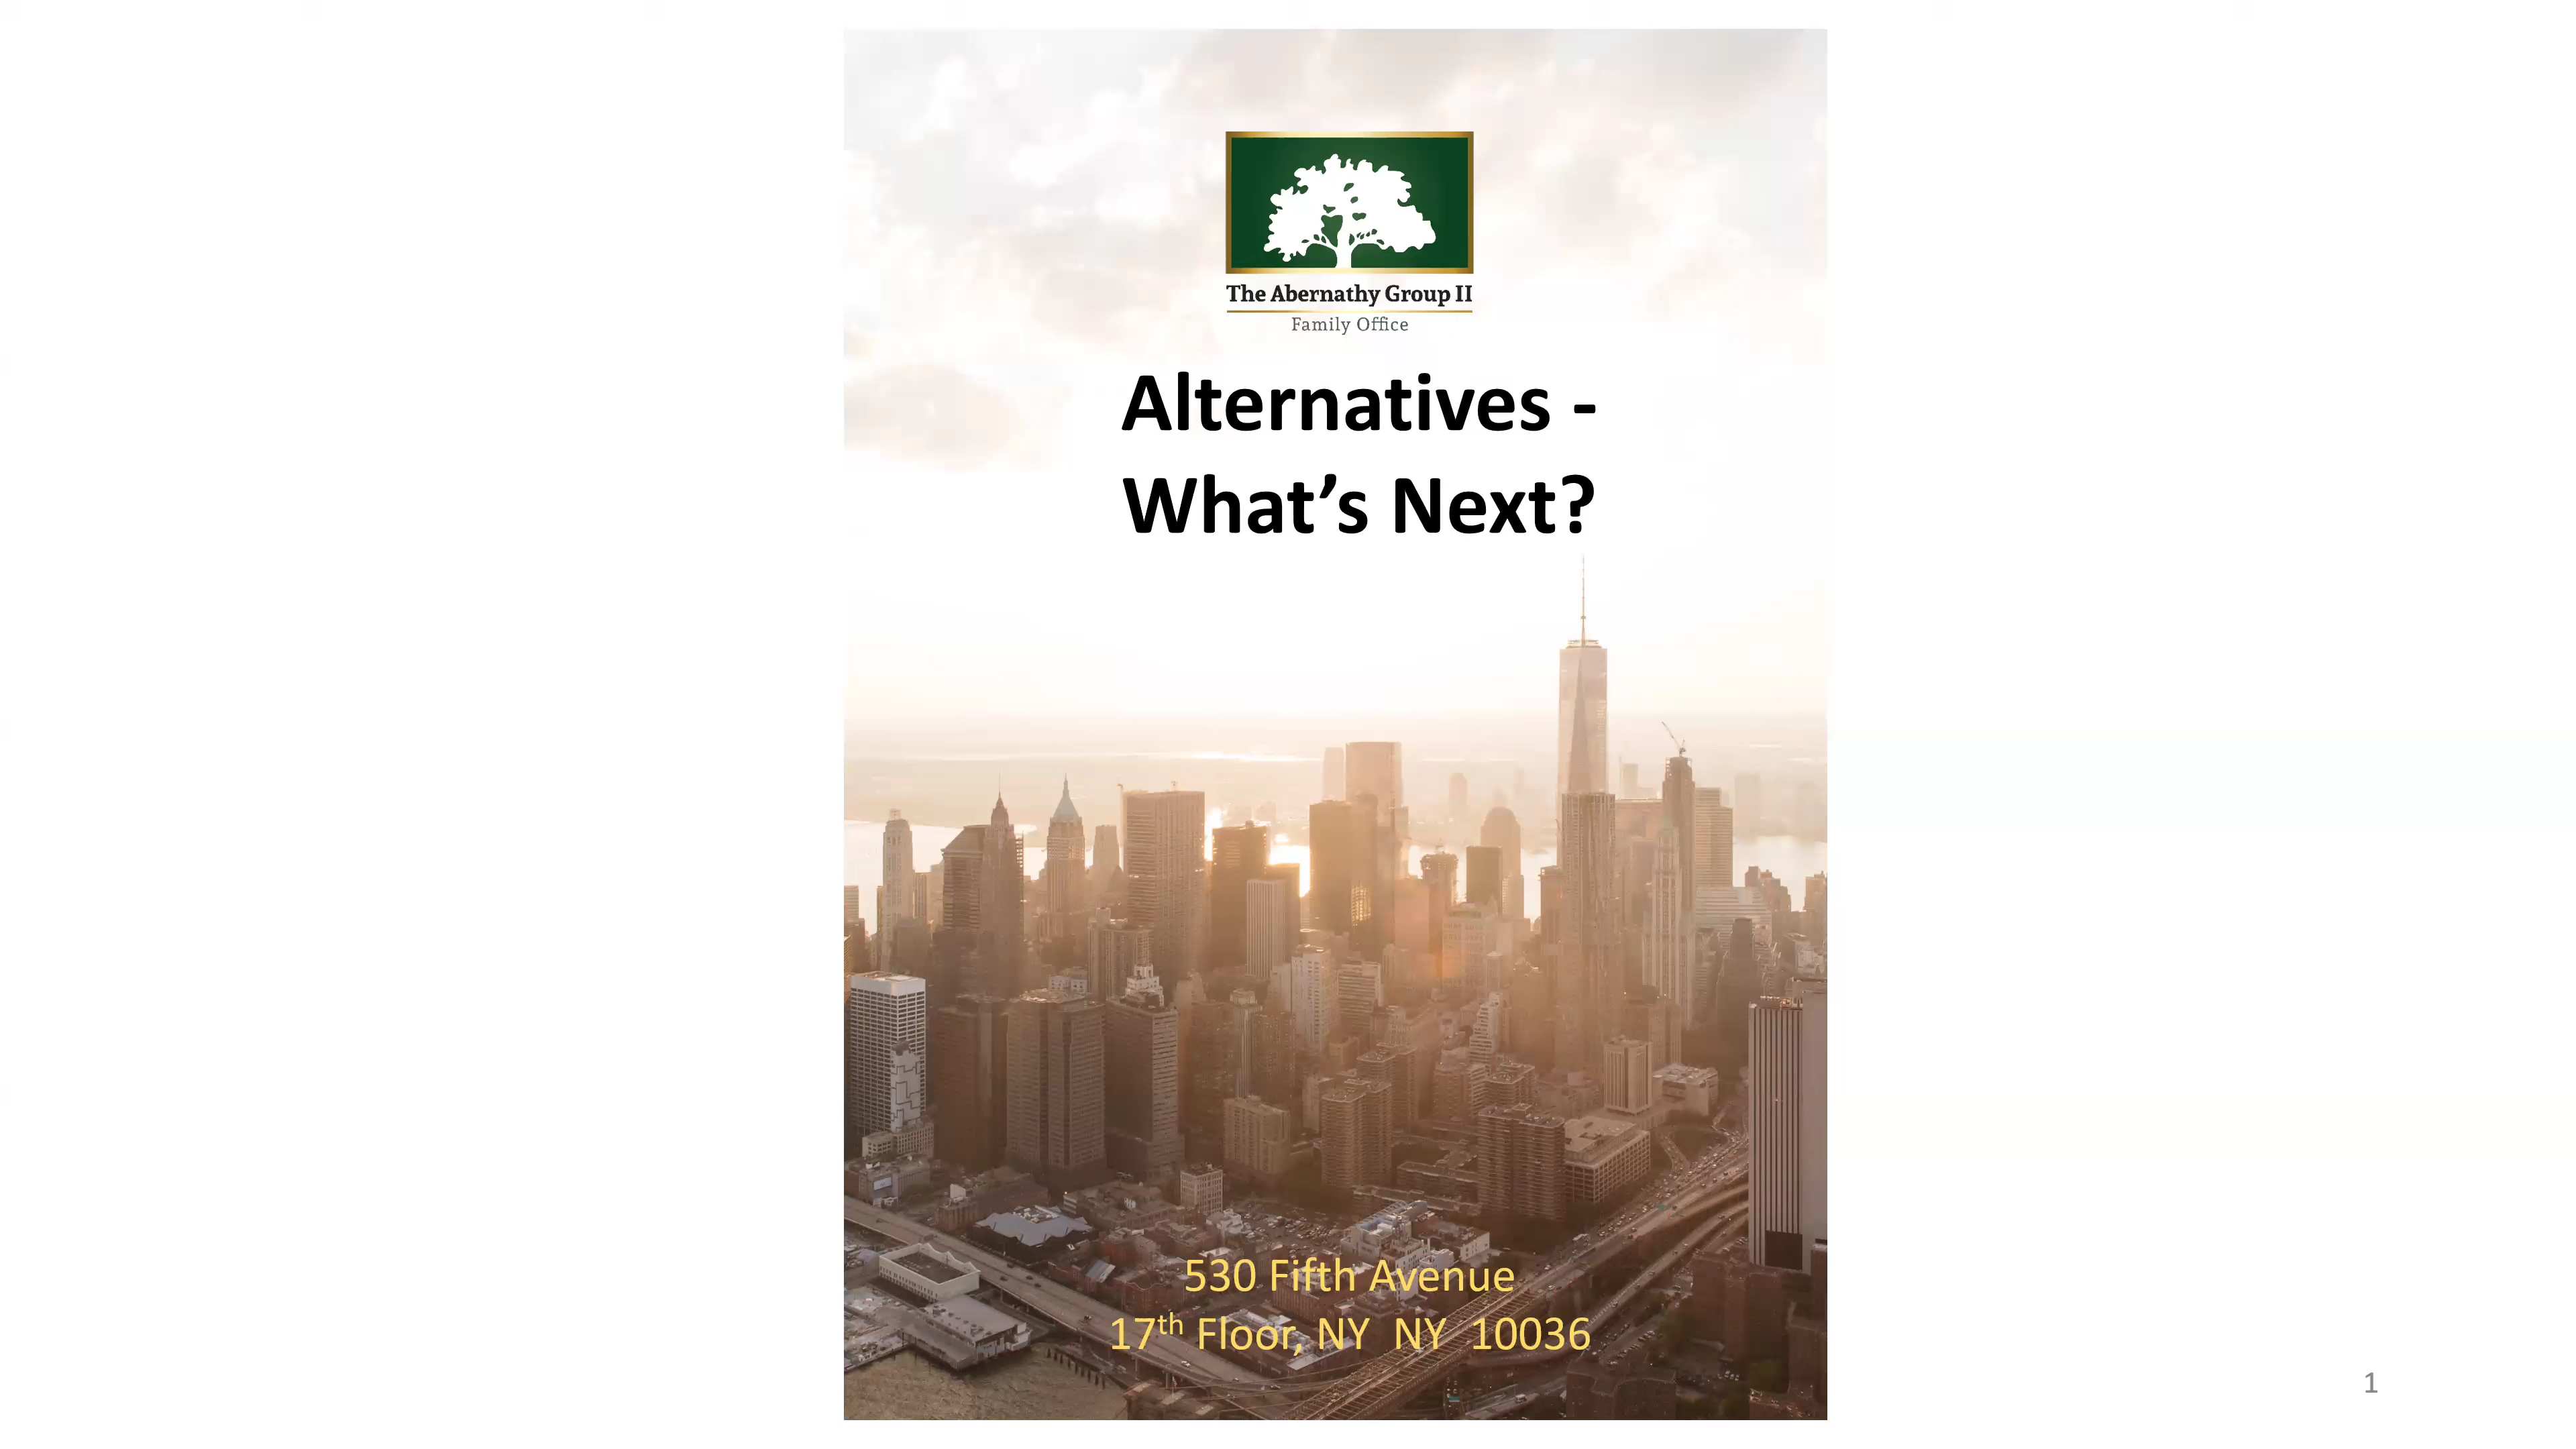 The Abernathy Group II
Family Office
Alternatives -
What’s Next?
530 Fifth Avenue
17th Floor, NY  NY  10036
1